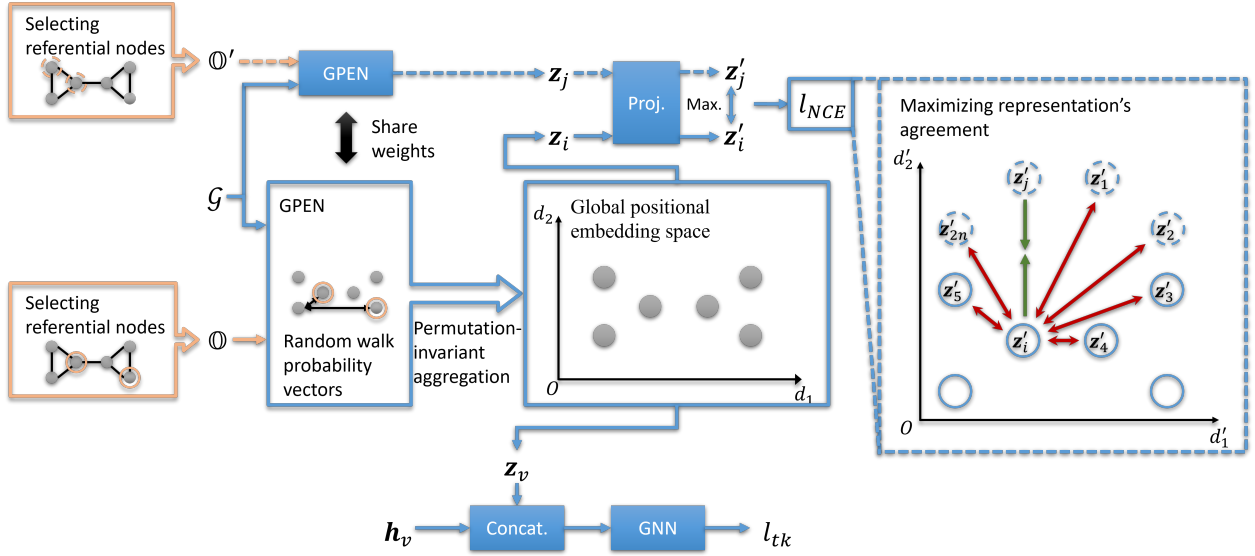 Selecting
referential nodes
𝕆′
GPEN
z_j
Proj.
z′_j
Max.
z_i
z′_i
l_NCE
Share
weights
𝒢
GPEN
Random walk
probability
vectors
Selecting
referential nodes
𝕆
Permutation-
invariant
aggregation
d_2
Global positional
embedding space
O
d_1
z_v
h_v
Concat.
GNN
l_tk
Maximizing representation's
agreement
d′_2
z′_j
z′_1
z′_2n
z′_2
z′_5
z′_3
z′_i
z′_4
O
d′_1